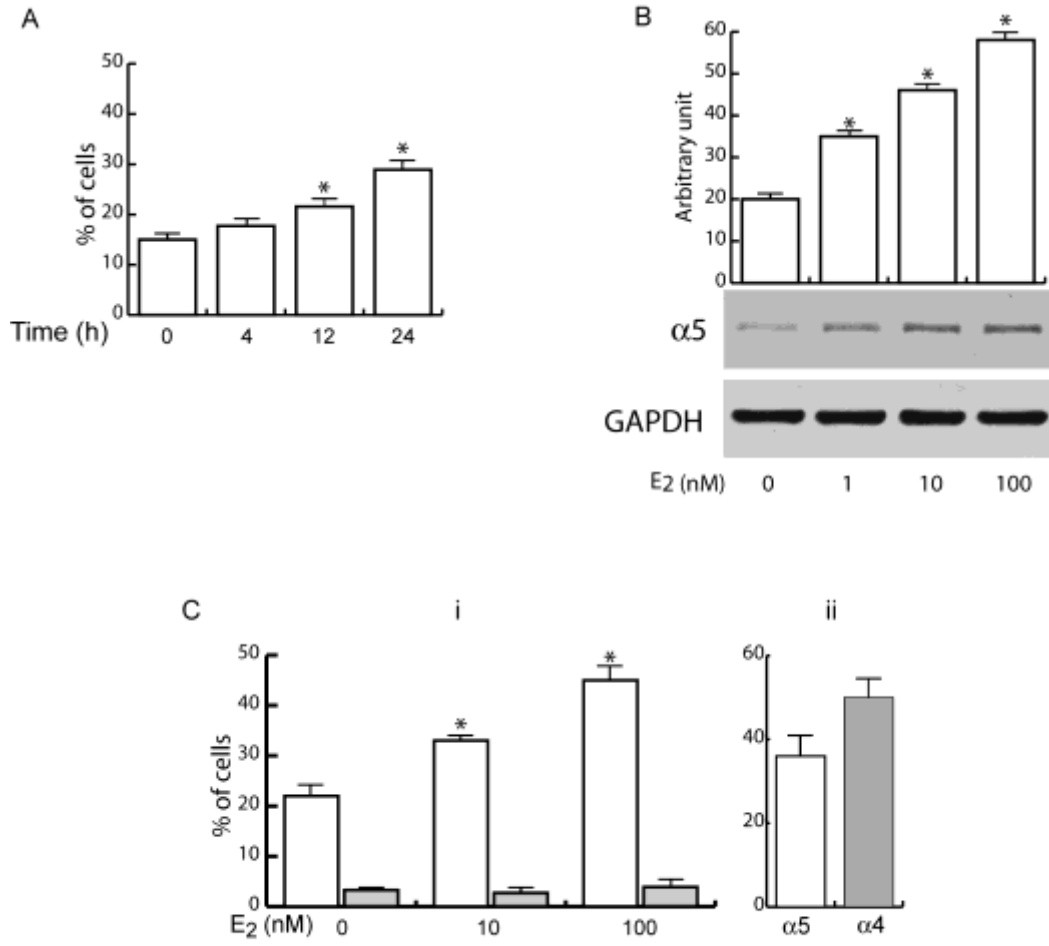 A
50
40
30
20
10
0
% of cells
* *
Time (h) 0 4 12 24
B
60
50
40
30
20
10
0
Arbitrary unit
* * *
α5
GAPDH
E2 (nM) 0 1 10 100
C
i
50
40
30
20
10
0
% of cells
* *
E2 (nM) 0 10 100
ii
60
40
20
0
α5 α4